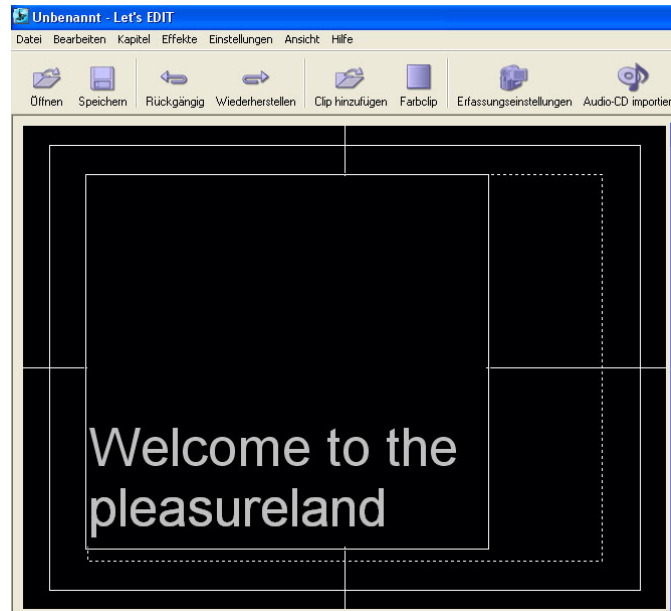 Unbenannt - Let's EDIT
Datei Bearbeiten Kapitel Effekte Einstellungen Ansicht Hilfe
Öffnen Speichern Rückgängig Wiederherstellen Clip hinzufügen Farbclip Erfassungseinstellungen Audio-CD importier
Welcome to the
pleasureland